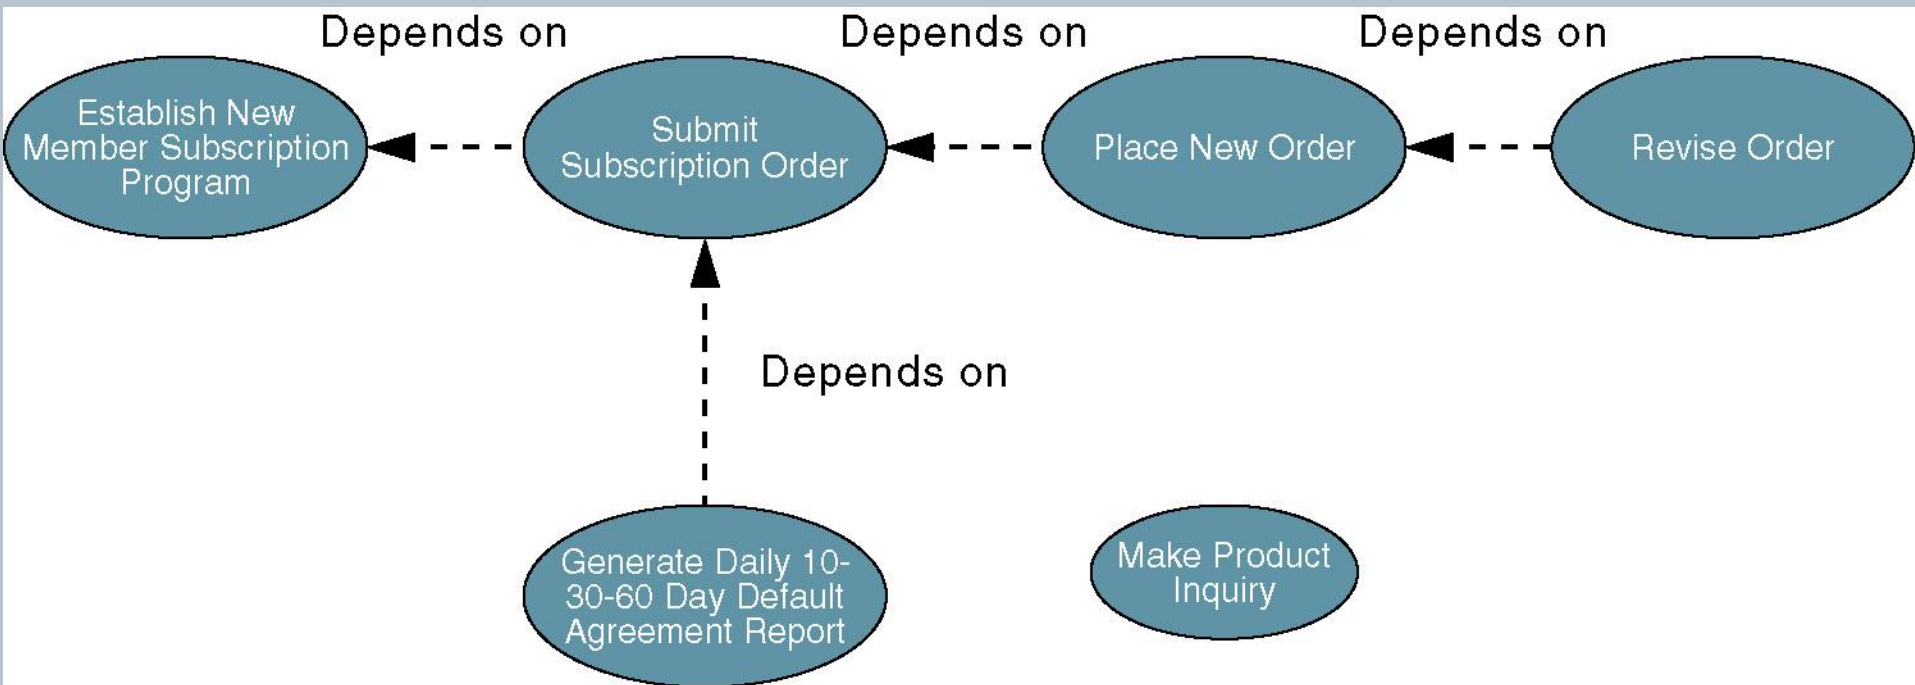 Depends on
Depends on
Depends on
Establish New
Member Subscription
Program
Submit
Subscription Order
Place New Order
Revise Order
Depends on
Generate Daily 10-
30-60 Day Default
Agreement Report
Make Product
Inquiry